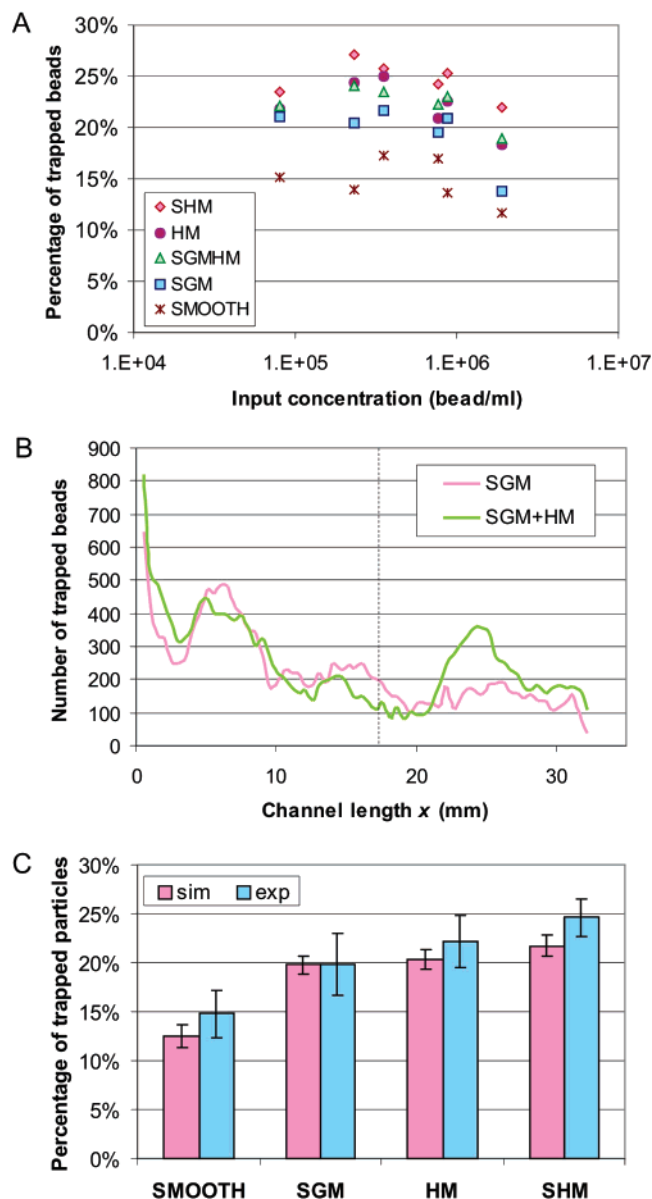 A
Percentage of trapped beads
30%
25%
20%
15%
10%
5%
0%
SHM
HM
SGMHM
SGM
SMOOTH
1.E+04 1.E+05 1.E+06 1.E+07
Input concentration (bead/ml)
B
Number of trapped beads
900
800
700
600
500
400
300
200
100
0
SGM
SGM+HM
0 10 20 30
Channel length x (mm)
C
Percentage of trapped particles
30%
25%
20%
15%
10%
5%
0%
sim exp
SMOOTH SGM HM SHM